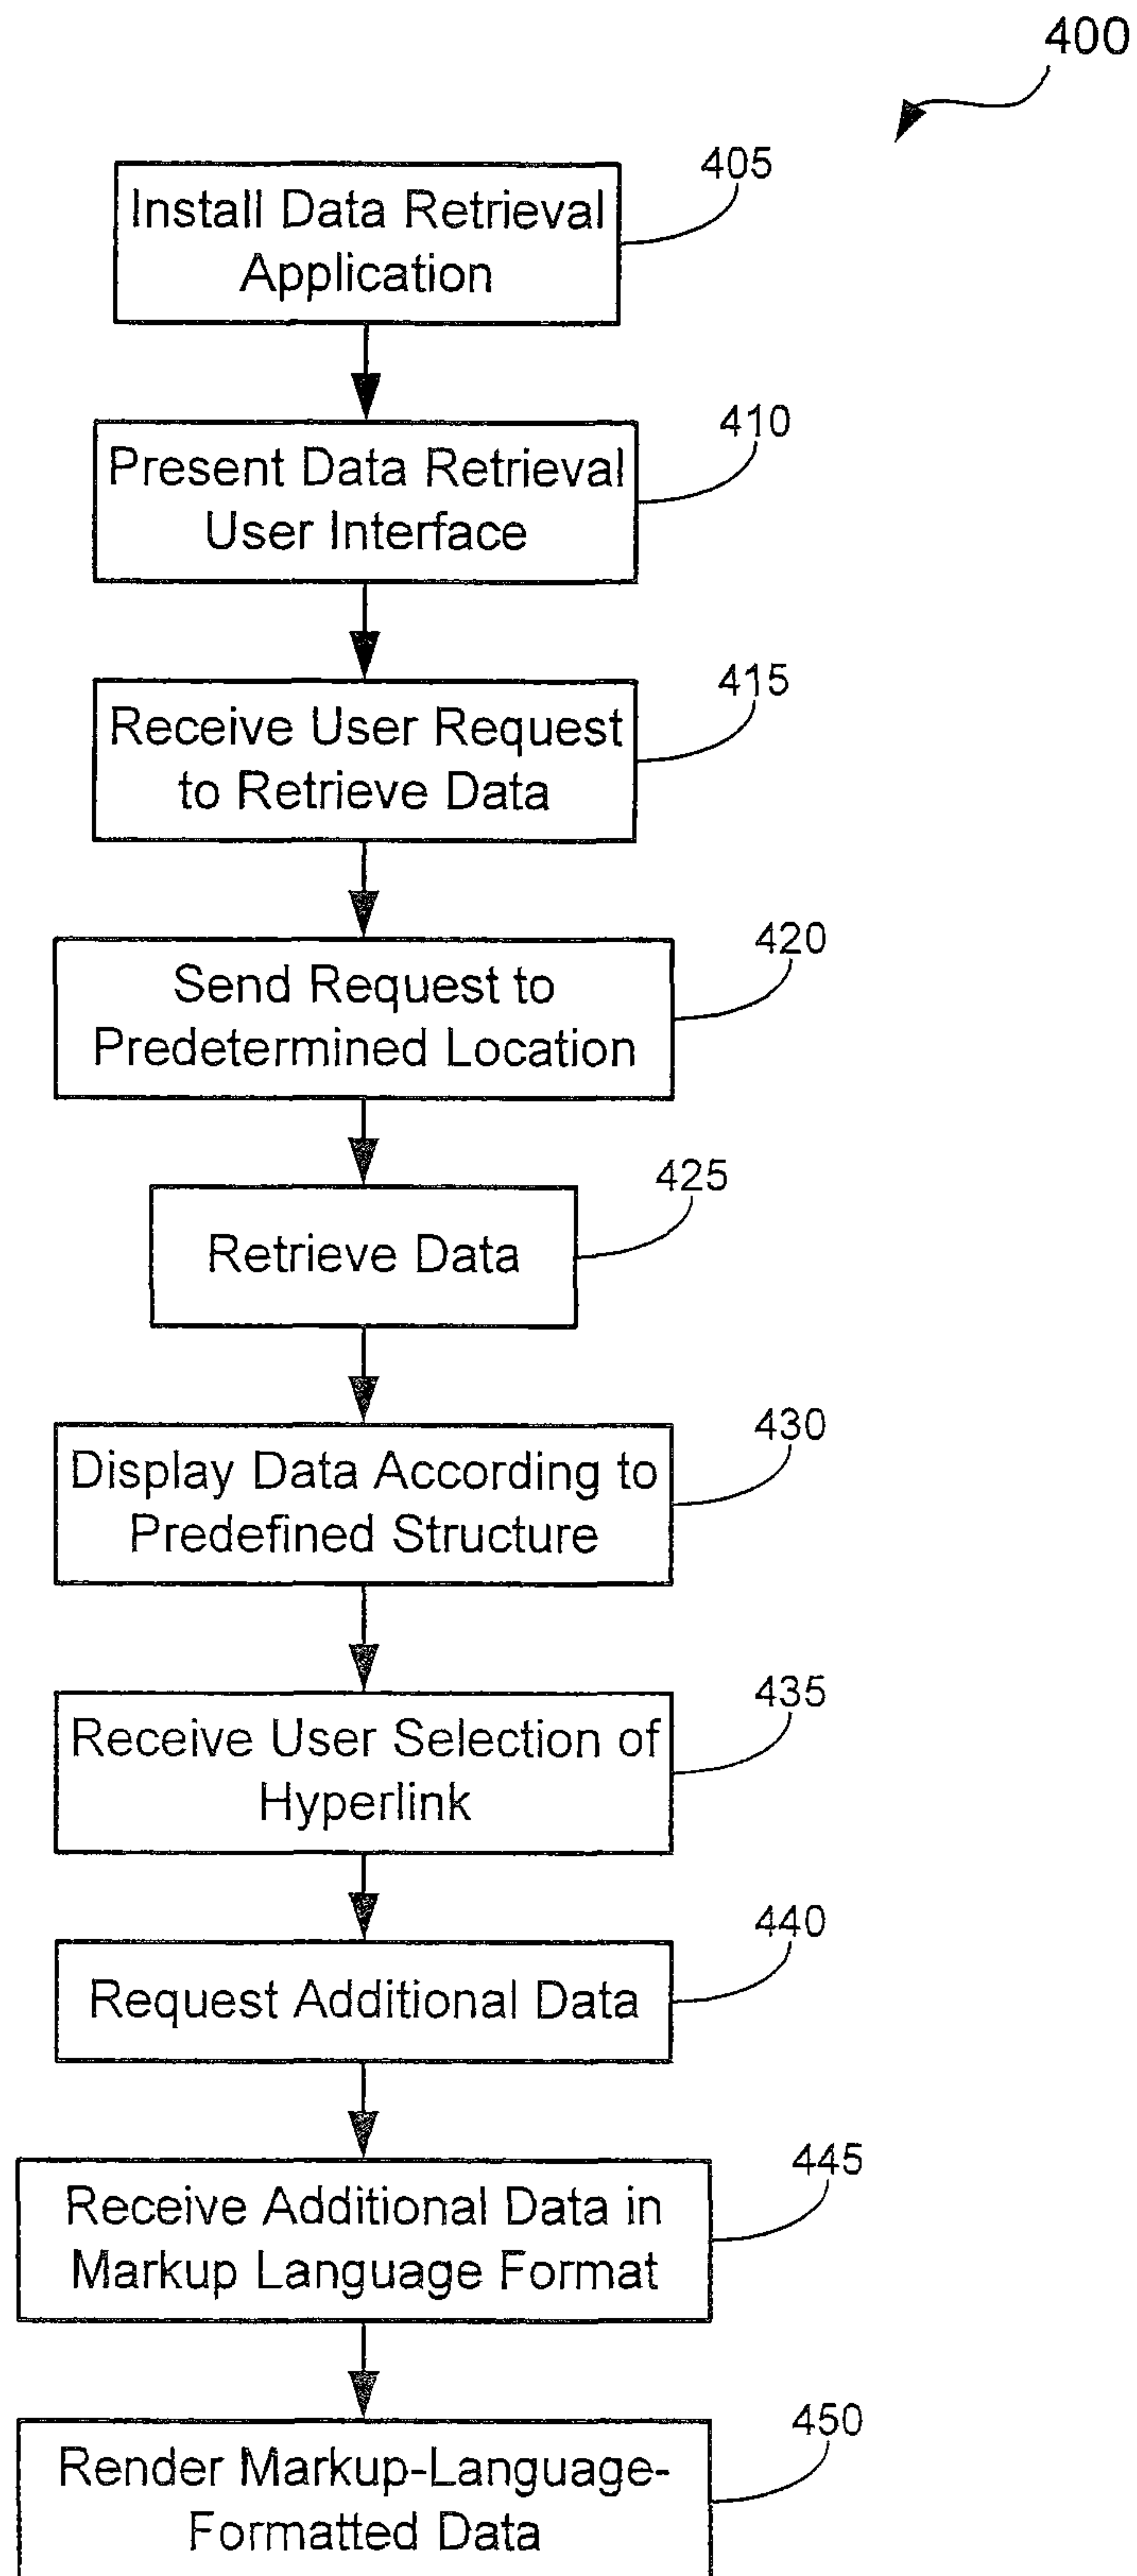 400
405
Install Data Retrieval
Application
410
Present Data Retrieval
User Interface
415
Receive User Request
to Retrieve Data
420
Send Request to
Predetermined Location
425
Retrieve Data
430
Display Data According to
Predefined Structure
435
Receive User Selection of
Hyperlink
440
Request Additional Data
445
Receive Additional Data in
Markup Language Format
450
Render Markup-Language-
Formatted Data